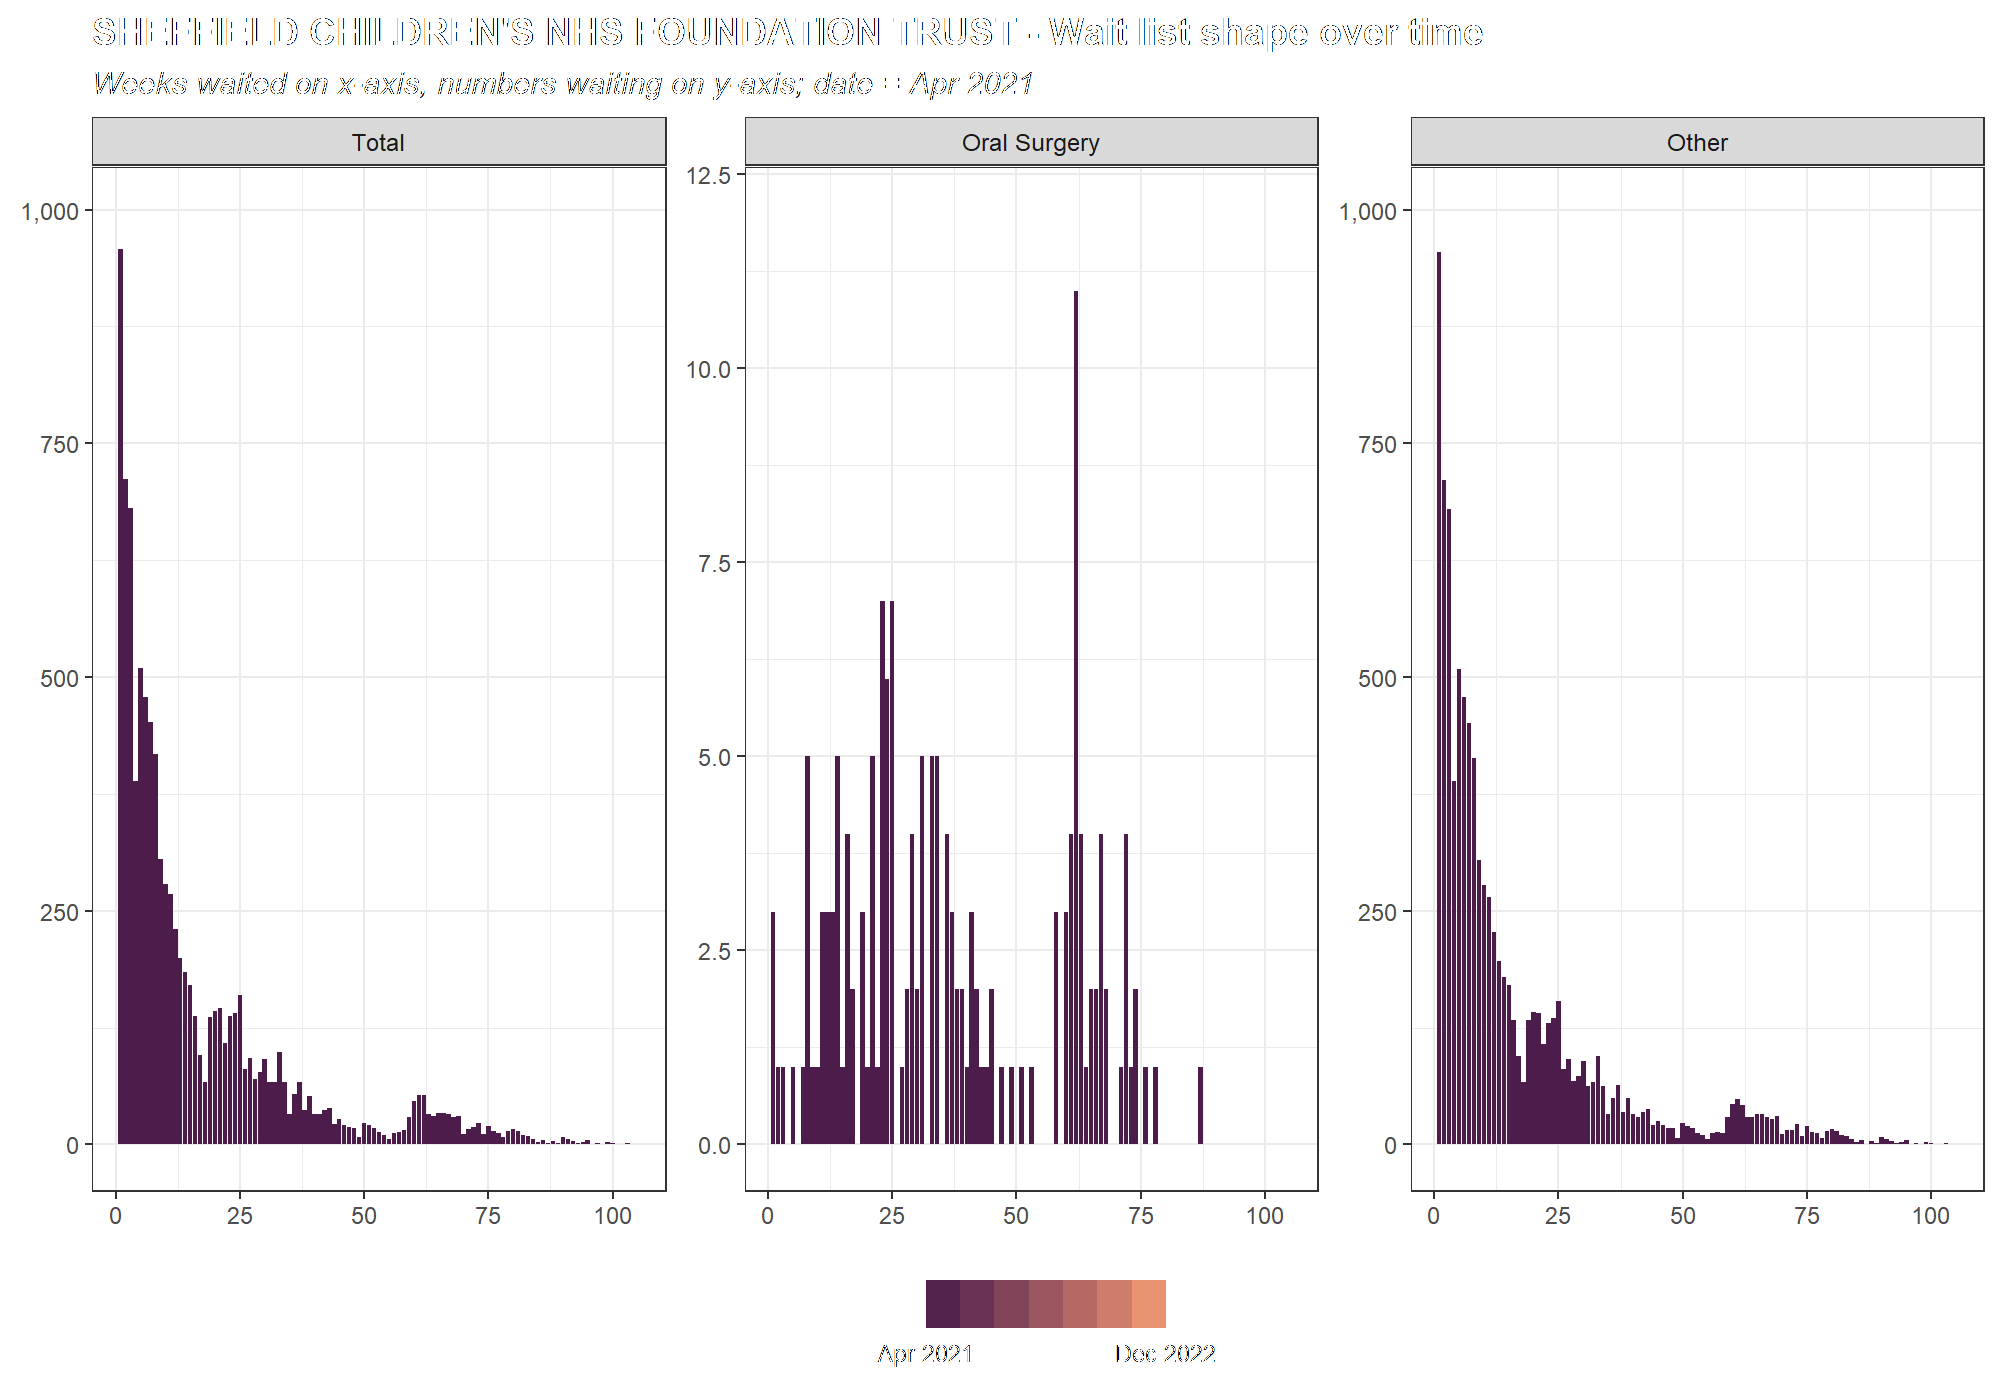 SHEFFIELD CHILDREN'S NHS FOUNDATION TRUST - Wait list shape over time
Weeks waited on x-axis, numbers waiting on y-axis; date = Apr 2021
Total
Oral Surgery
Other
1,000
750
500
250
0
12.5
10.0
7.5
5.0
2.5
0.0
1,000
750
500
250
0
0 25 50 75 100
0 25 50 75 100
0 25 50 75 100
Apr 2021
Dec 2022